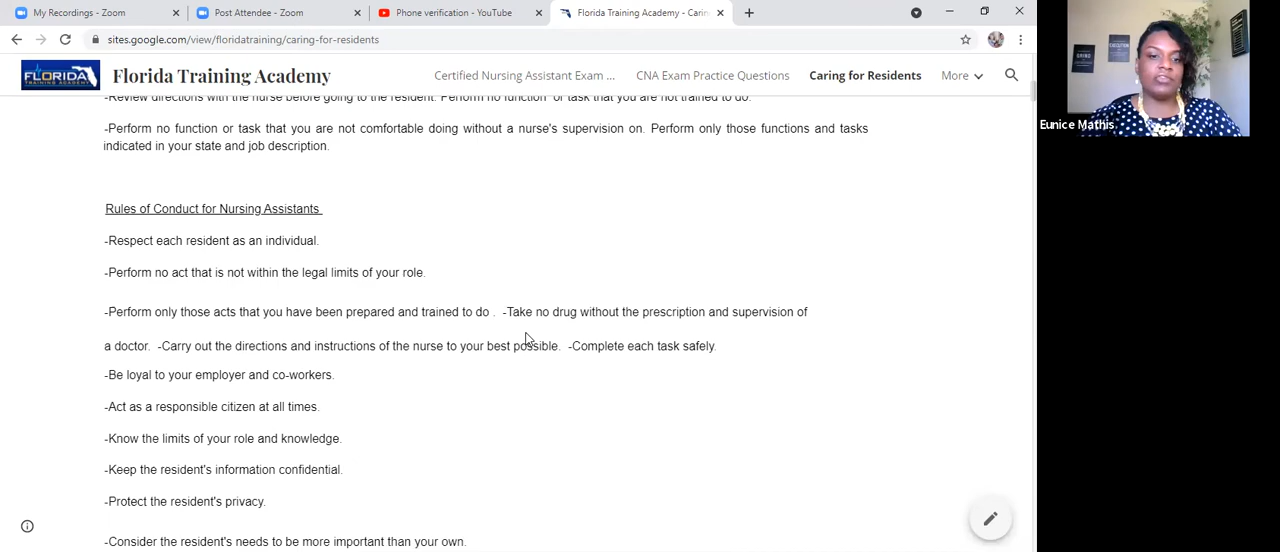 My Recordings - Zoom
Post Attendee - Zoom
Phone verification - YouTube
Florida Training Academy - Carin
sites.google.com/view/floridatraining/caring-for-residents
FLORIDA
TRAINING ACADEMY
Florida Training Academy
Certified Nursing Assistant Exam ...
CNA Exam Practice Questions
Caring for Residents
More
-Review directions with the nurse before going to the resident. Perform no function or task that you are not trained to do.
-Perform no function or task that you are not comfortable doing without a nurse's supervision on. Perform only those functions and tasks
indicated in your state and job description.
Rules of Conduct for Nursing Assistants
-Respect each resident as an individual.
-Perform no act that is not within the legal limits of your role.
-Perform only those acts that you have been prepared and trained to do . -Take no drug without the prescription and supervision of
a doctor. -Carry out the directions and instructions of the nurse to your best possible. -Complete each task safely.
-Be loyal to your employer and co-workers.
-Act as a responsible citizen at all times.
-Know the limits of your role and knowledge.
-Keep the resident's information confidential.
-Protect the resident's privacy.
-Consider the resident's needs to be more important than your own.
EXECUTION
Eunice Mathis